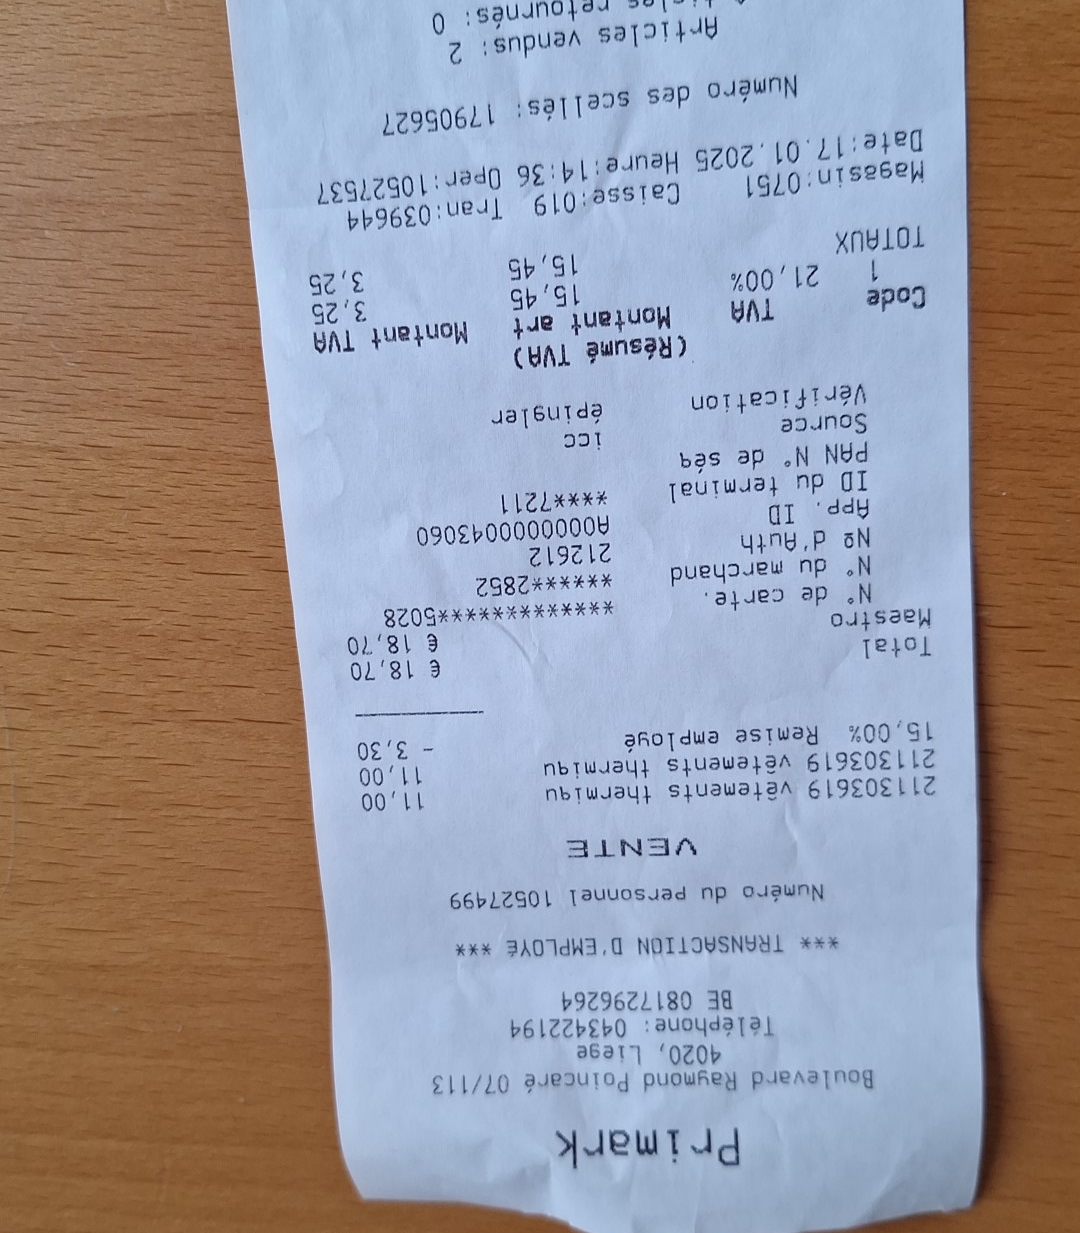 Primark
Boulevard Raymond Poincaré 07/113
4020, Liege
Téléphone: 043422194
BE 0817296264
*** TRANSACTION D'EMPLOYÉ ***
Numéro du personnel 10527499
VENTE
211303619 vêtements thermiqu 11,00
211303619 vêtements thermiqu 11,00
15,00% Remise employé - 3,30
Total € 18,70
Maestro € 18,70
N° de carte. ***************5028
N° du marchand *******2852
Nº d'Auth 212612
App. ID A0000000043060
ID du terminal ****7211
PAN N° de séq
Source icc
Vérification épingler
(Résumé TVA)
Code TVA Montant art Montant TVA
1 21,00% 15,45 3,25
TOTAUX 15,45 3,25
Magasin:0751 Caisse:019 Tran:039644
Date:17.01.2025 Heure:14:36 Oper:10527537
Numéro des scellés: 17905627
Articles vendus: 2
retournés: 0